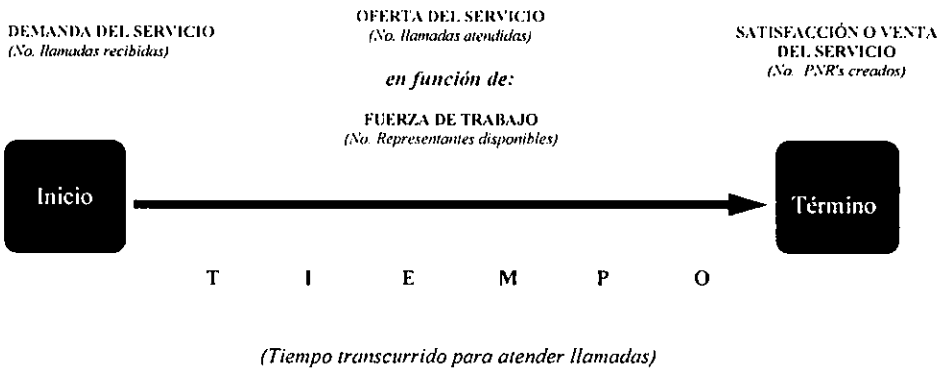 DEMANDA DEL SERVICIO
(No. llamadas recibidas)
OFERTA DEL SERVICIO
(No. llamadas atendidas)
en función de:
FUERZA DE TRABAJO
(No. Representantes disponibles)
SATISFACCIÓN O VENTA
DEL SERVICIO
(No. PNR's creados)
Inicio
Término
T I E M P O
(Tiempo transcurrido para atender llamadas)